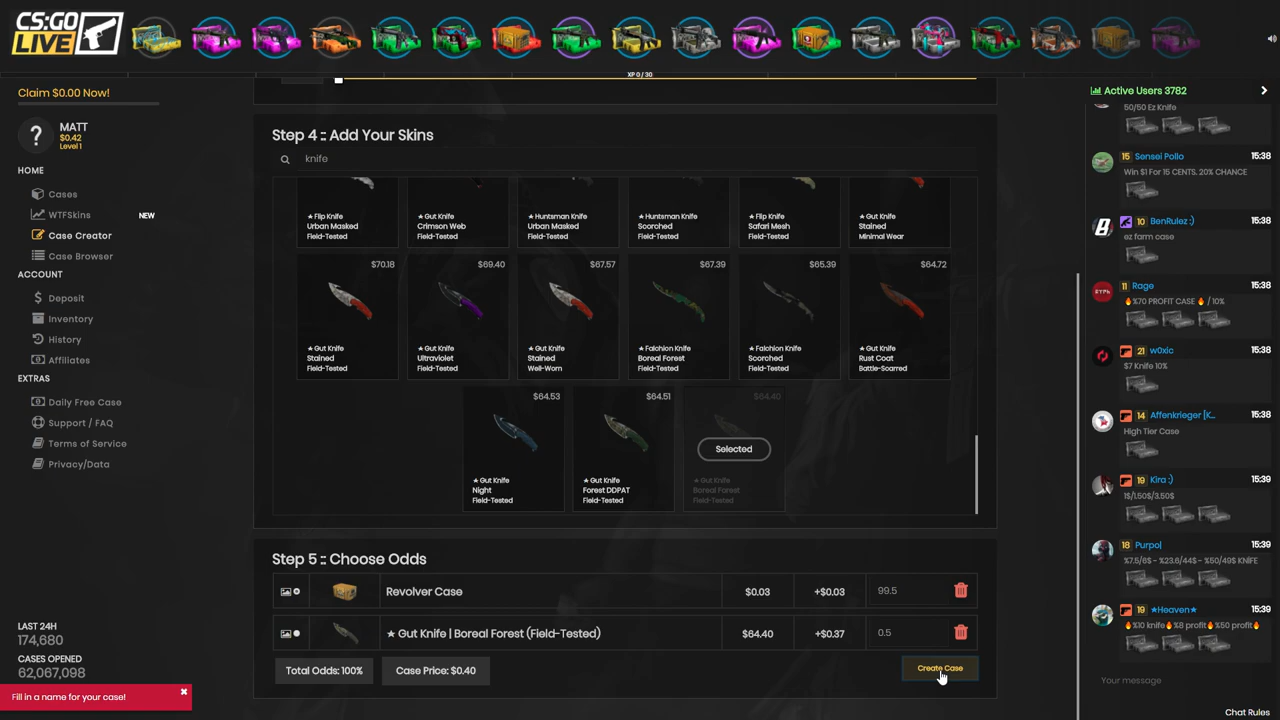 CS:GO
LIVE
XP 0 / 30
Claim $0.00 Now!
?
MATT
$0.42
Level 1
HOME
Cases
WTFSkins NEW
Case Creator
Case Browser
ACCOUNT
Deposit
Inventory
History
Affiliates
EXTRAS
Daily Free Case
Support / FAQ
Terms of Service
Privacy/Data
LAST 24H
174,680
CASES OPENED
62,067,098
Fill in a name for your case!
Step 4 :: Add Your Skins
knife
★ Flip Knife
Urban Masked
Field-Tested
★ Gut Knife
Crimson Web
Field-Tested
★ Huntsman Knife
Urban Masked
Field-Tested
★ Huntsman Knife
Scorched
Field-Tested
★ Flip Knife
Safari Mesh
Field-Tested
★ Gut Knife
Stained
Minimal Wear
$70.18
★ Gut Knife
Stained
Field-Tested
$69.40
★ Gut Knife
Ultraviolet
Field-Tested
$67.57
★ Gut Knife
Stained
Well-Worn
$67.39
★ Falchion Knife
Boreal Forest
Field-Tested
$65.39
★ Falchion Knife
Scorched
Field-Tested
$64.72
★ Gut Knife
Rust Coat
Battle-Scarred
$64.53
★ Gut Knife
Night
Field-Tested
$64.51
★ Gut Knife
Forest DDPAT
Field-Tested
$64.40
Selected
★ Gut Knife
Boreal Forest
Field-Tested
Step 5 :: Choose Odds
Revolver Case $0.03 +$0.03 99.5
★ Gut Knife | Boreal Forest (Field-Tested) $64.40 +$0.37 0.5
Total Odds: 100% Case Price: $0.40 Create Case
Active Users 3782
50/50 Ez Knife
15 Sensei Pollo 15:38
Win $1 For 15 CENTS. 20% CHANCE
10 BenRulez :) 15:38
ez farm case
11 Rage 15:38
🔥%70 PROFIT CASE 🔥 / 10%
21 w0xic 15:38
$7 Knife 10%
14 Affenkrieger [K... 15:38
High Tier Case
19 Kira :) 15:39
1$/1.50$/3.50$
18 Purpo| 15:39
%7.5/6$ - %23.6/44$ - %50/49$ KNIFE
19 ★Heaven★ 15:39
🔥%10 knife🔥%8 profit🔥%50 profit🔥
Your message
Chat Rules